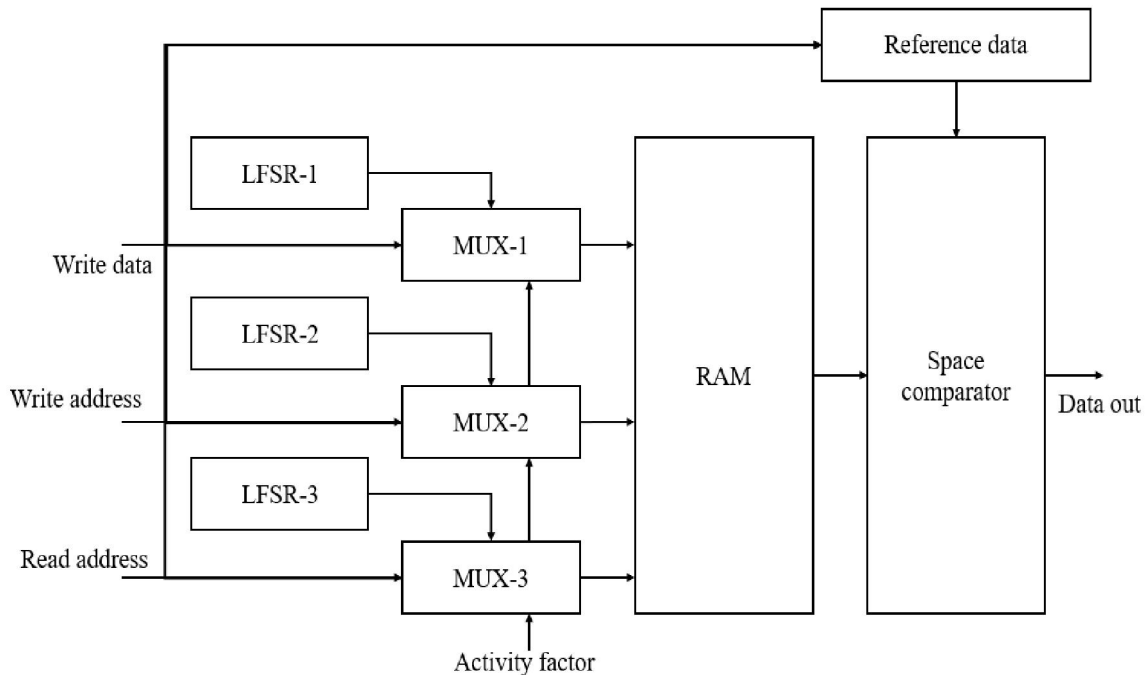 Reference data
LFSR-1
MUX-1
Write data
LFSR-2
RAM
Space
comparator
Write address
MUX-2
Data out
LFSR-3
Read address
MUX-3
Activity factor